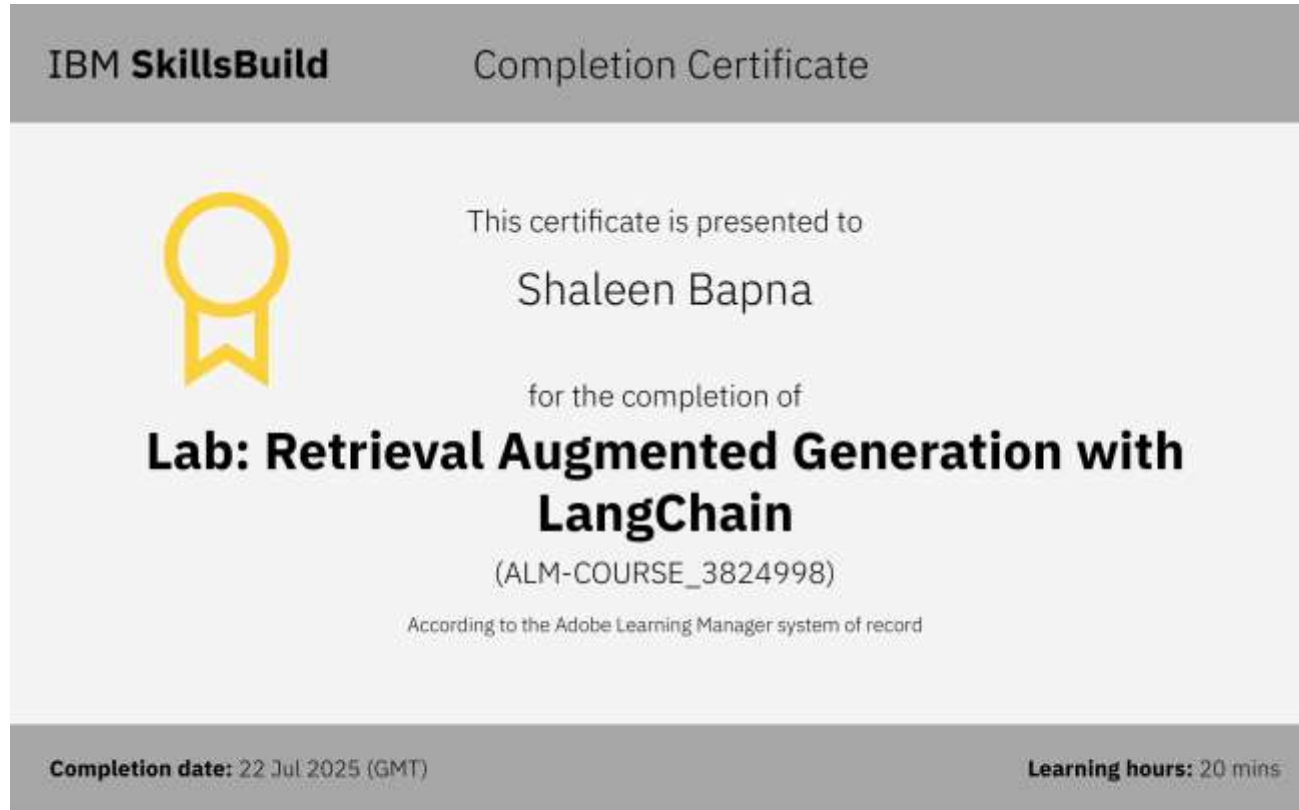 IBM SkillsBuild
Completion Certificate
This certificate is presented to
Shaleen Bapna
for the completion of
Lab: Retrieval Augmented Generation with
LangChain
(ALM-COURSE_3824998)
According to the Adobe Learning Manager system of record
Completion date: 22 Jul 2025 (GMT)
Learning hours: 20 mins